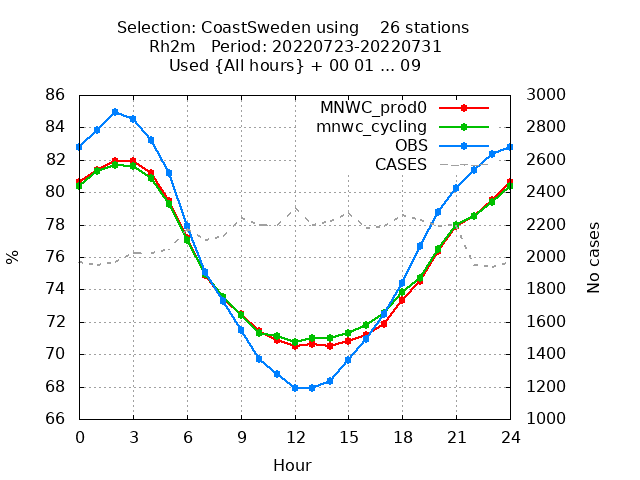 Selection: CoastSweden using    26 stations
Rh2m   Period: 20220723-20220731
Used {All hours} + 00 01 ... 09
MNWC_prod0
mnwc_cycling
OBS
CASES
86
84
82
80
78
76
74
72
70
68
66
%
3000
2800
2600
2400
2200
2000
1800
1600
1400
1200
1000
No cases
0 3 6 9 12 15 18 21 24
Hour